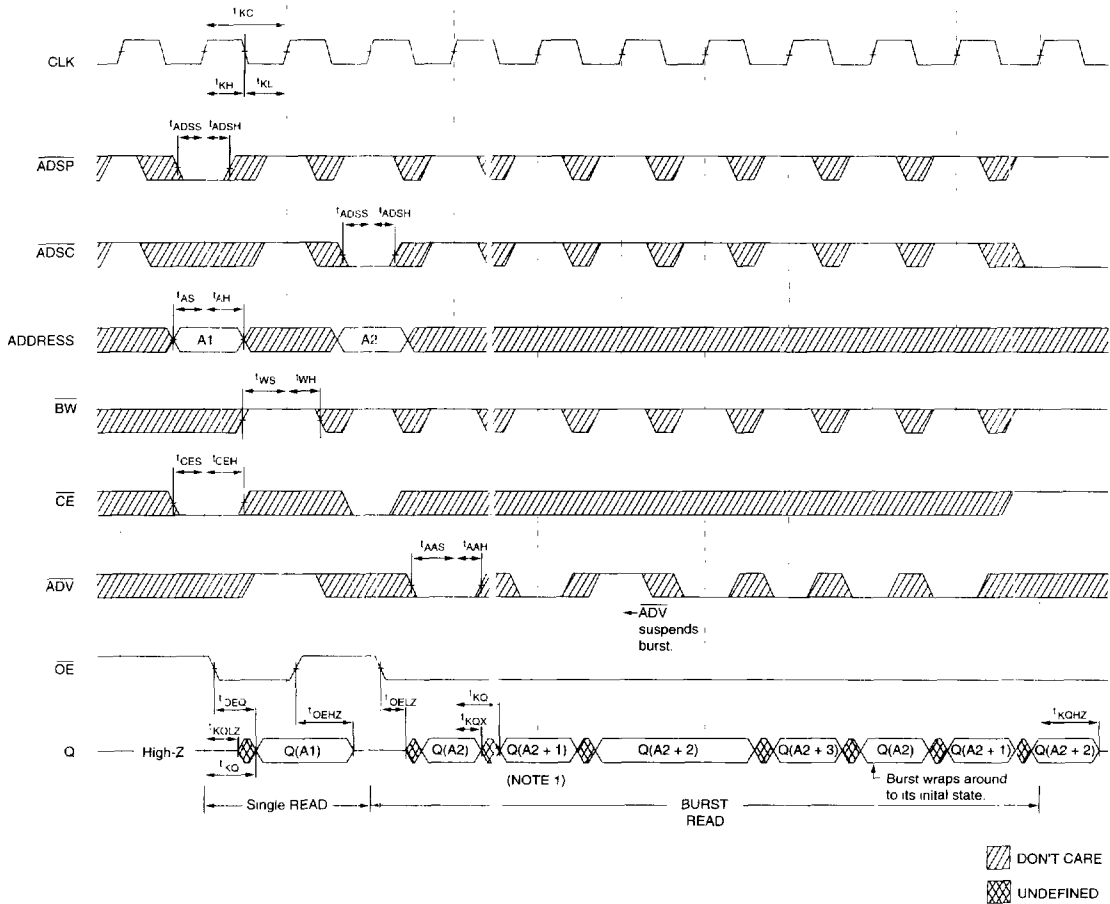 tKC
CLK
tKH tKL
tADSS tADSH
ADSP
tADSS tADSH
ADSC
tAS tAH
ADDRESS A1 A2
tWS tWH
BW
tCES tCEH
CE
tAAS tAAH
ADV
ADV
suspends
burst.
OE
tOEQ tOEHZ tOELZ tKQ
tKQLZ tKQX tKQHZ
Q High-Z Q(A1) Q(A2) Q(A2 + 1) Q(A2 + 2) Q(A2 + 3) Q(A2) Q(A2 + 1) Q(A2 + 2)
tKQ
(NOTE 1)
Burst wraps around
to its inital state.
Single READ
BURST
READ
DON'T CARE
UNDEFINED